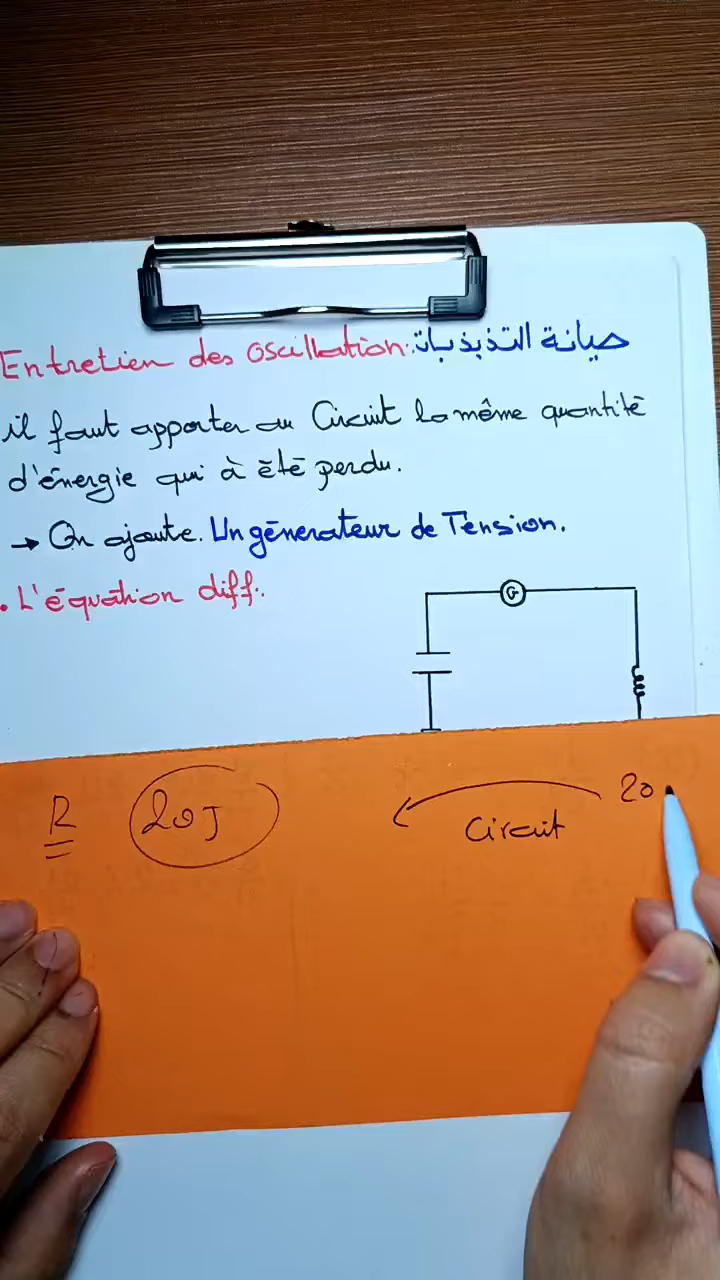 Entretien des oscillation: صيانة التذبذبات
il faut apporter au Circuit la même quantité
d'énergie qui à été perdu.
→ On ajoute. Un génerateur de Tension.
. L'équation diff.
G
R 20J Circuit 20